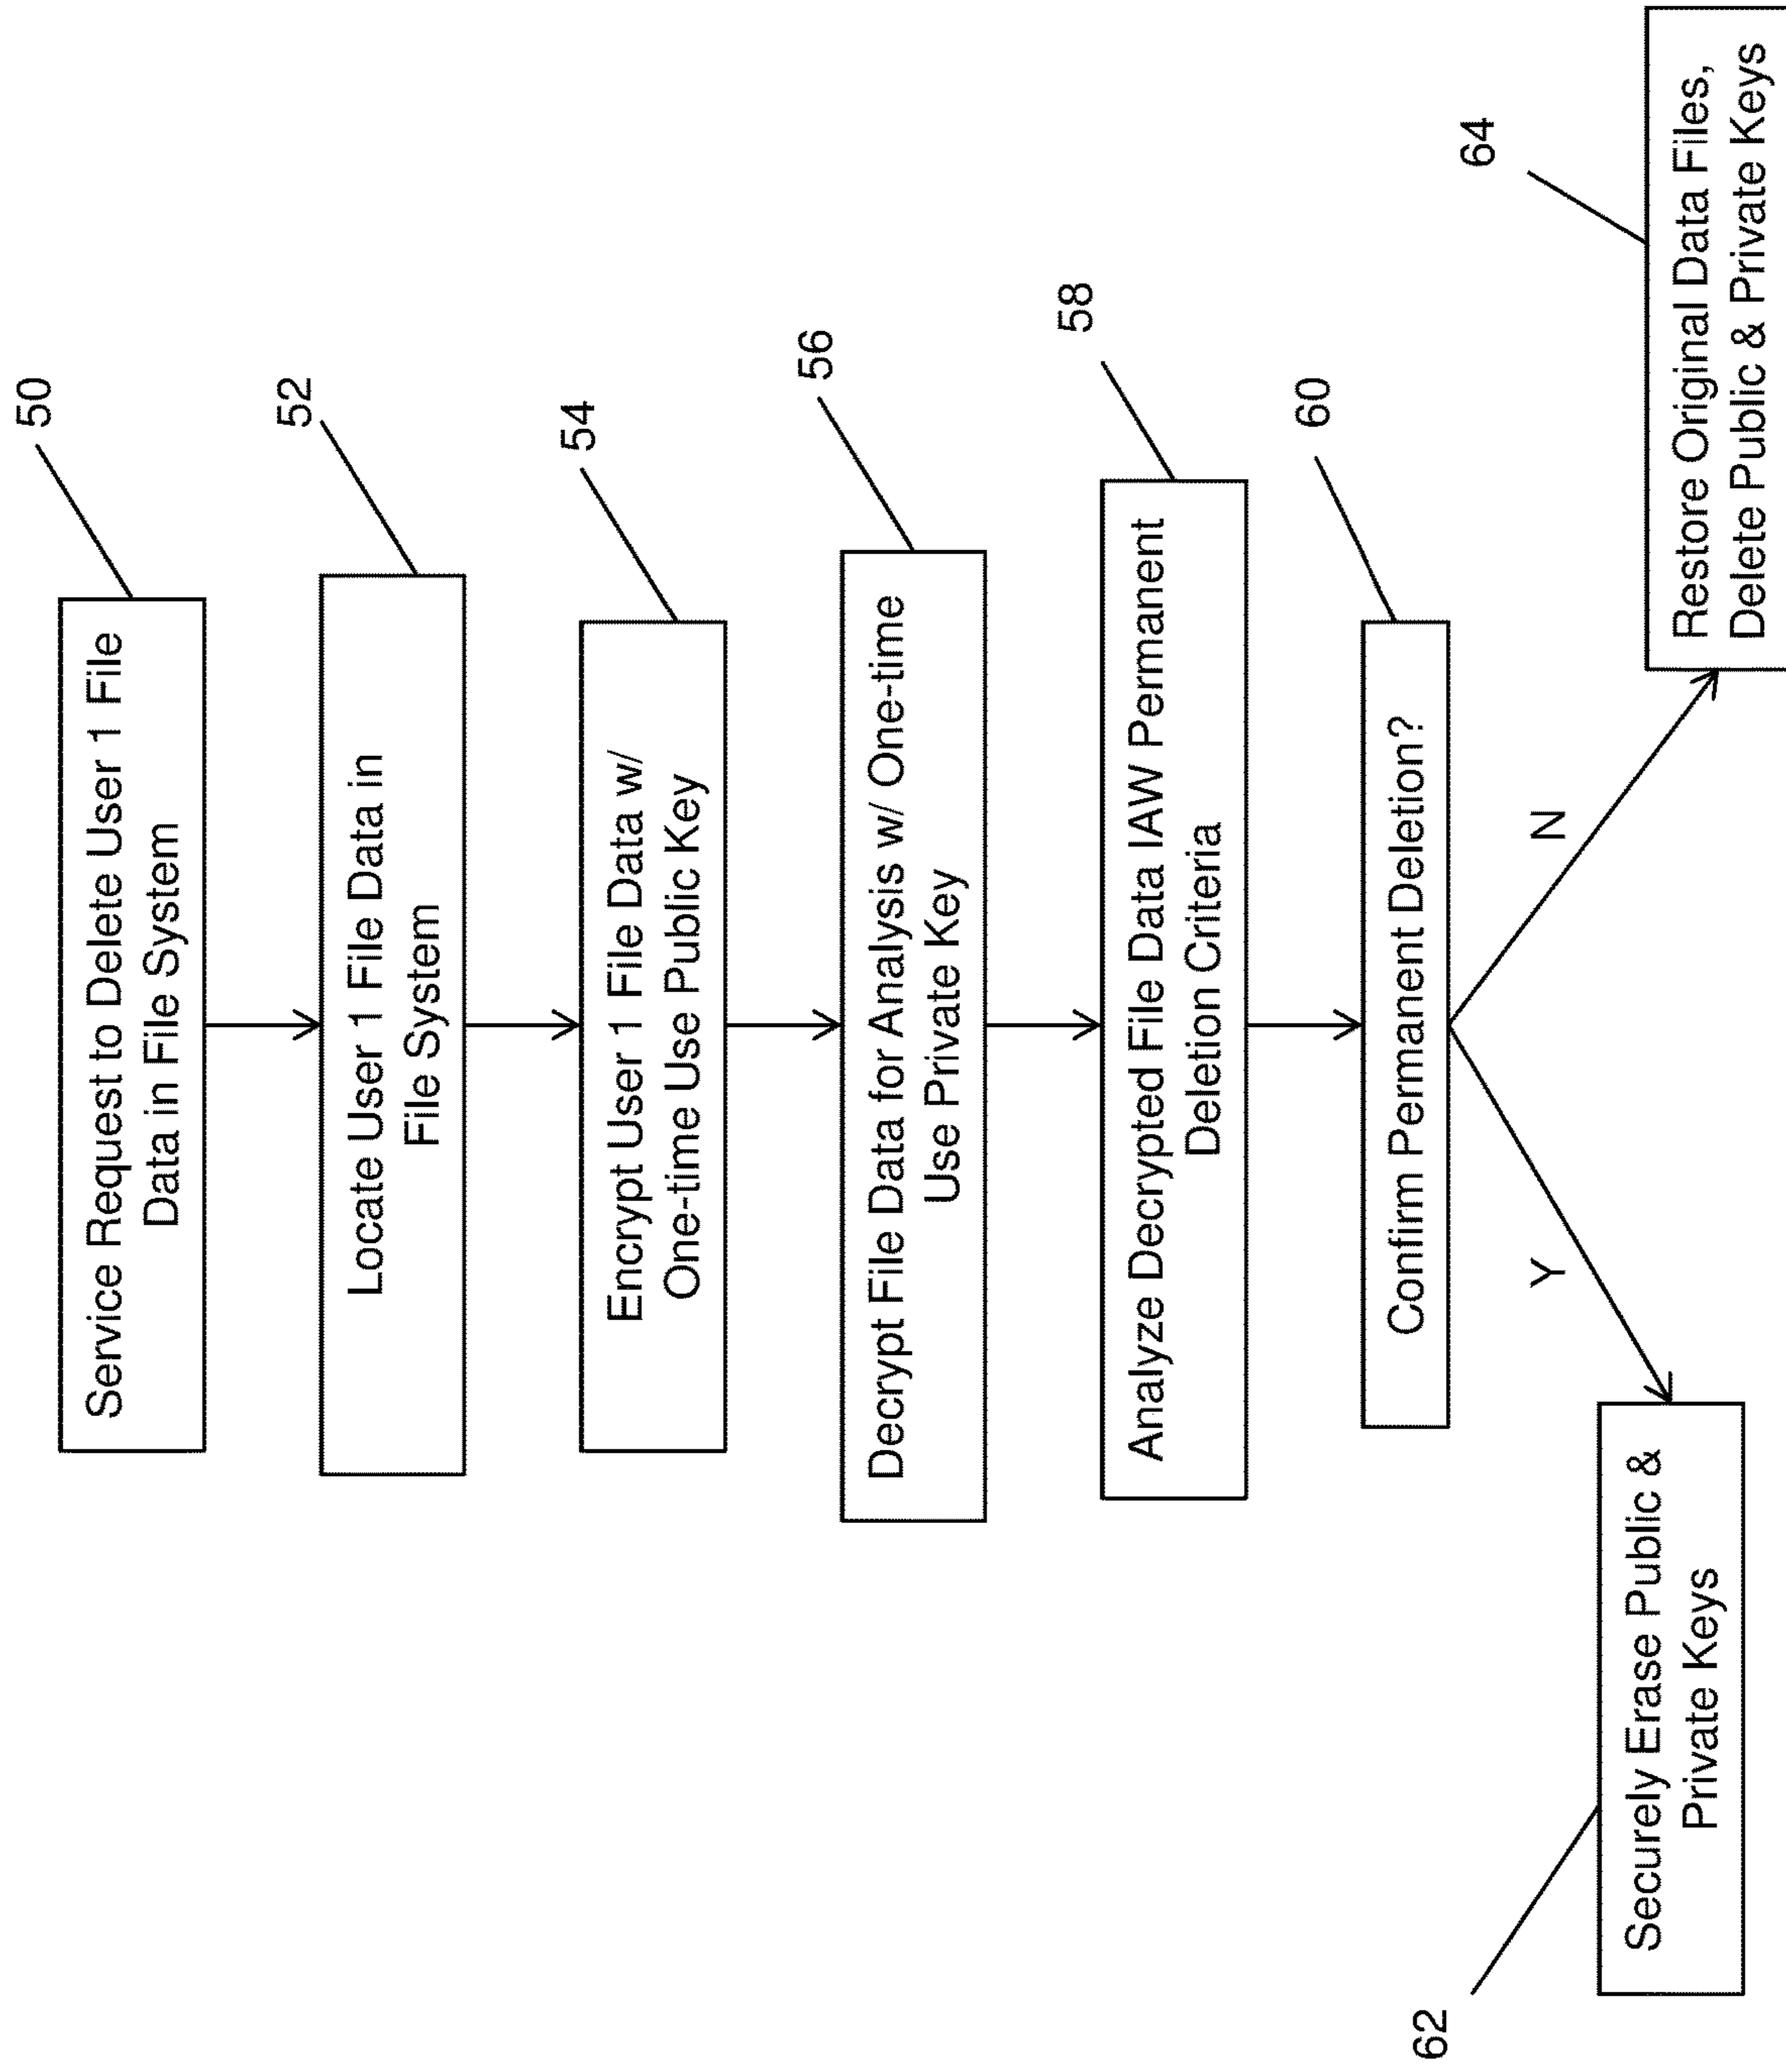 50
Service Request to Delete User 1 File
Data in File System
52
Locate User 1 File Data in
File System
54
Encrypt User 1 File Data w/
One-time Use Public Key
56
Decrypt File Data for Analysis w/ One-time
Use Private Key
58
Analyze Decrypted File Data IAW Permanent
Deletion Criteria
60
Confirm Permanent Deletion?
Y
N
62
Securely Erase Public &
Private Keys
64
Restore Original Data Files,
Delete Public & Private Keys